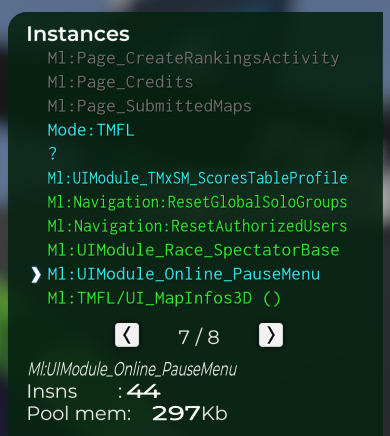 Instances
Ml:Page_CreateRankingsActivity
Ml:Page_Credits
Ml:Page_SubmittedMaps
Mode:TMFL
?
Ml:UIModule_TMxSM_ScoresTableProfile
Ml:Navigation:ResetGlobalSoloGroups
Ml:Navigation:ResetAuthorizedUsers
Ml:UIModule_Race_SpectatorBase
❯ Ml:UIModule_Online_PauseMenu
Ml:TMFL/UI_MapInfos3D ()
❮ 7 / 8 ❯
Ml:UIModule_Online_PauseMenu
Insns : 44
Pool mem: 297Kb